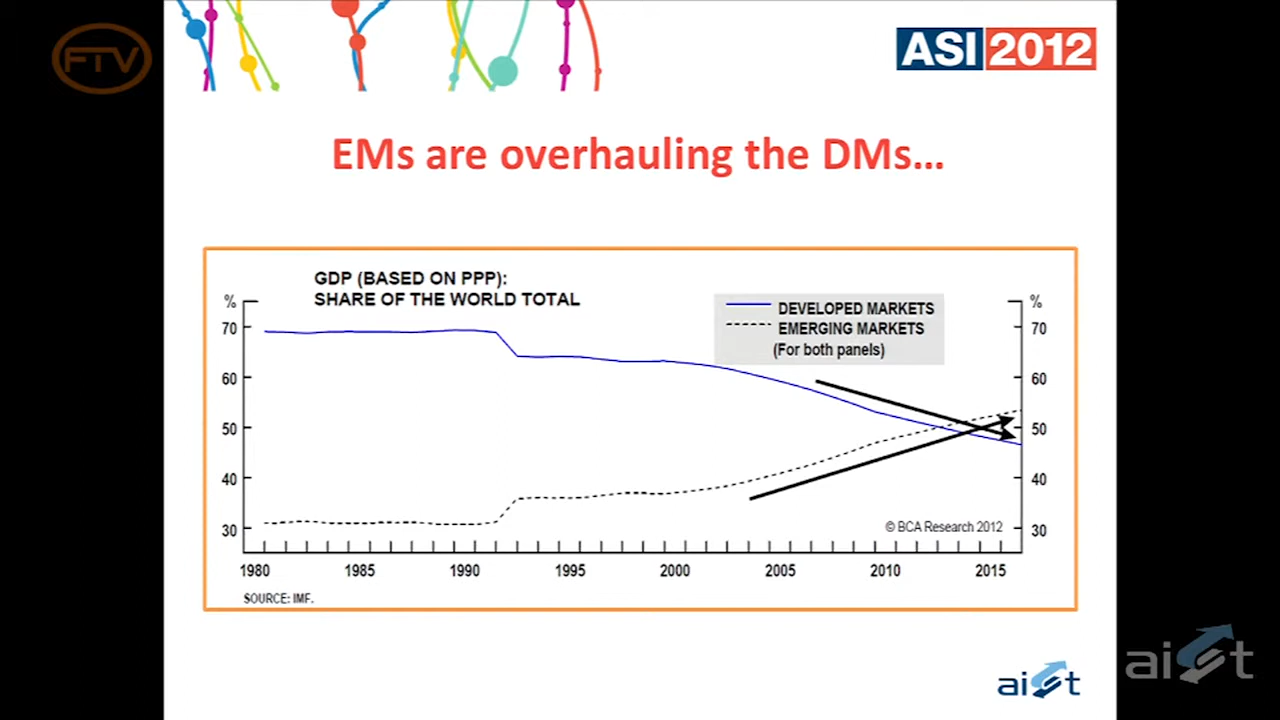 FTV
ASI 2012
EMs are overhauling the DMs...
GDP (BASED ON PPP):
SHARE OF THE WORLD TOTAL
% %
DEVELOPED MARKETS
EMERGING MARKETS
(For both panels)
70 70
60 60
50 50
40 40
30 30
© BCA Research 2012
1980 1985 1990 1995 2000 2005 2010 2015
SOURCE: IMF.
aist
aist